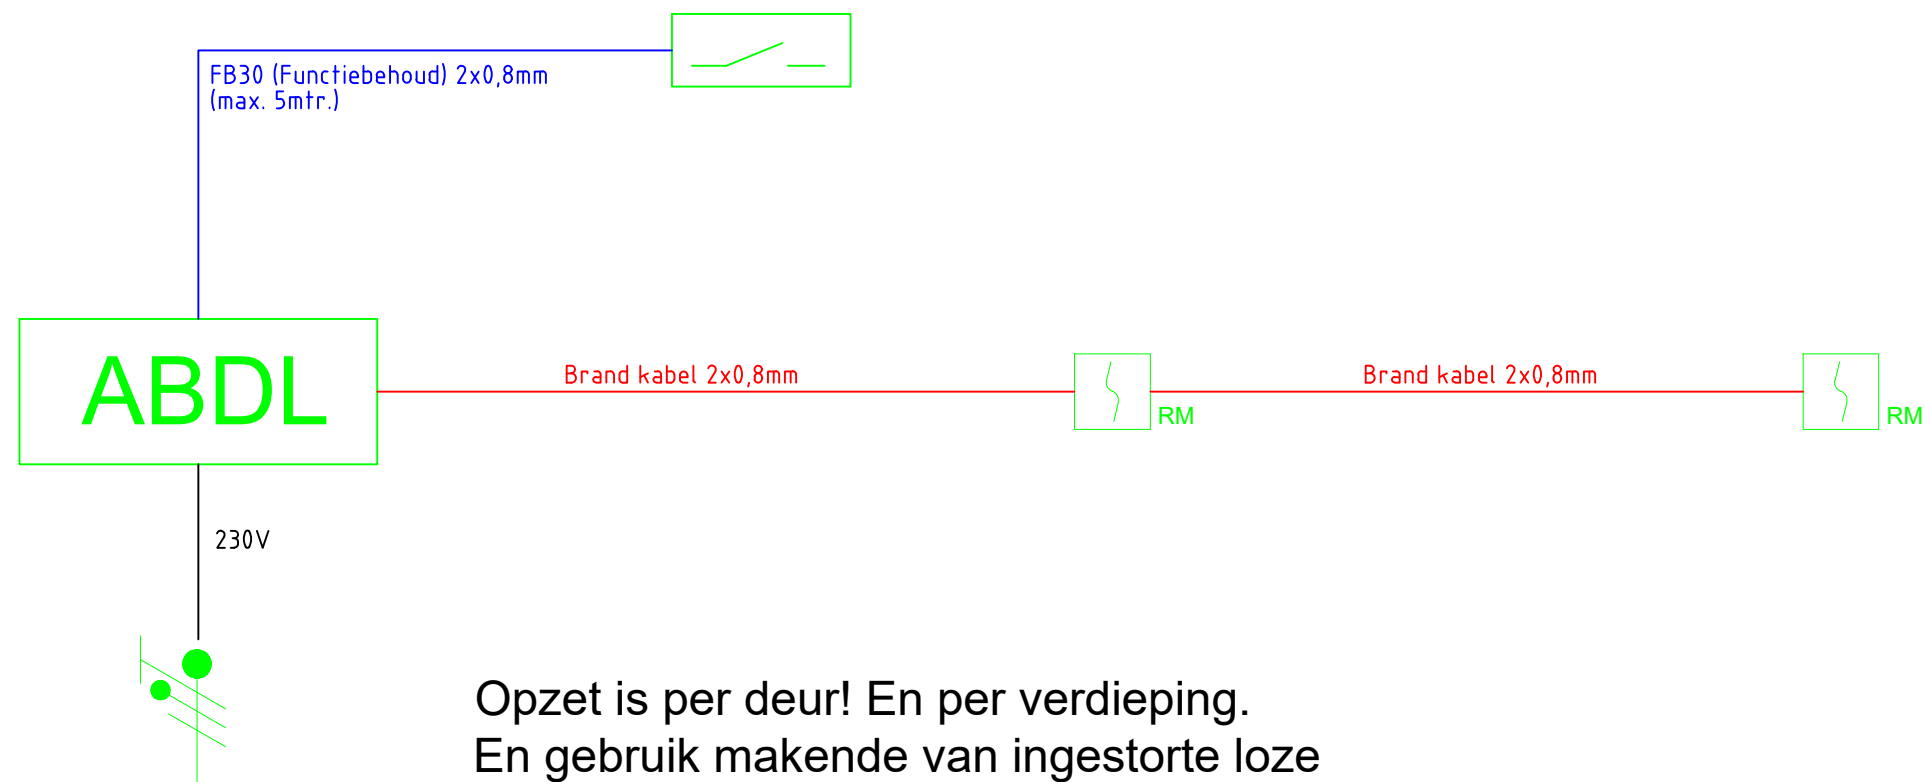 FB30 (Functiebehoud) 2x0,8mm
(max. 5mtr.)
ABDL
Brand kabel 2x0,8mm
RM
Brand kabel 2x0,8mm
RM
230V
Opzet is per deur! En per verdieping.
En gebruik makende van ingestorte loze